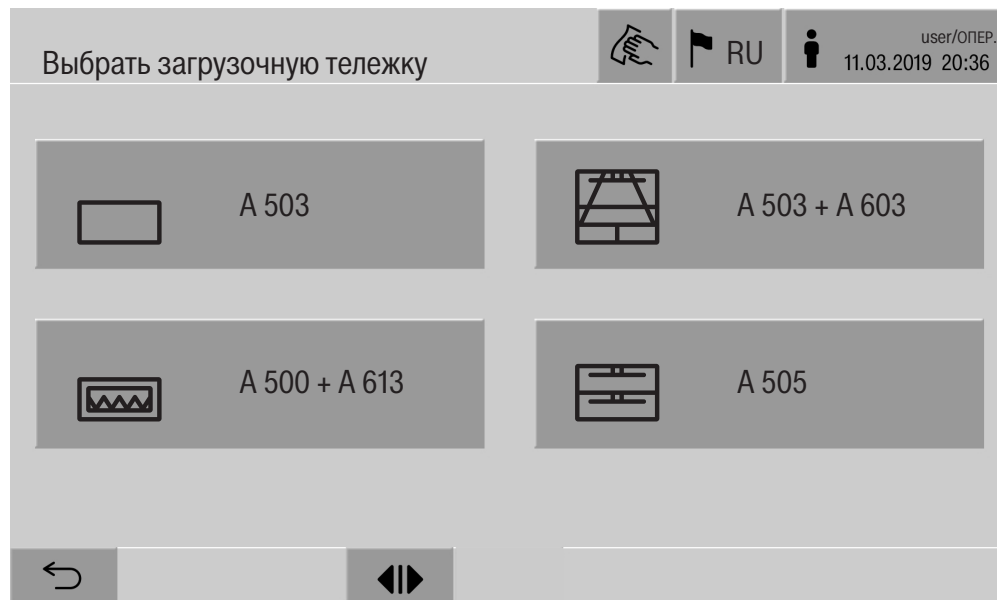 Выбрать загрузочную тележку
RU
user/ОПЕР.
11.03.2019 20:36
A 503
A 503 + A 603
A 500 + A 613
A 505